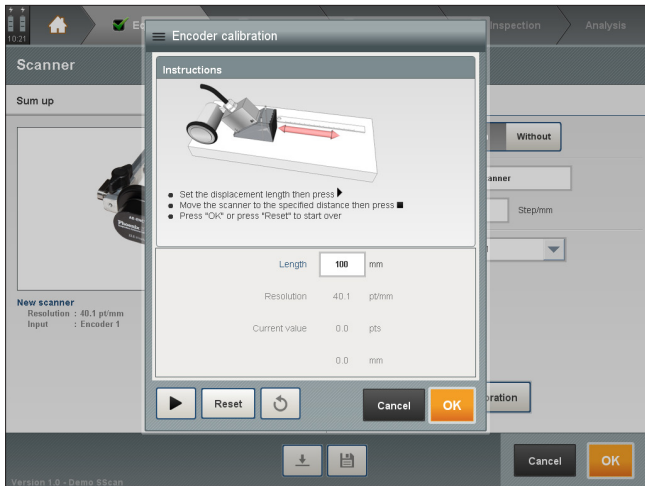 10:21
Inspection
Analysis
Scanner
Encoder calibration
Instructions
Sum up
Without
Step/mm
Set the displacement length then press
Move the scanner to the specified distance then press
Press "OK" or press "Reset" to start over
Length 100 mm
Resolution 40.1 pt/mm
Current value 0.0 pts
0.0 mm
New scanner
Resolution : 40.1 pt/mm
Input : Encoder 1
Reset
Cancel
OK
Cancel
OK
Version 1.0 - Demo SScan